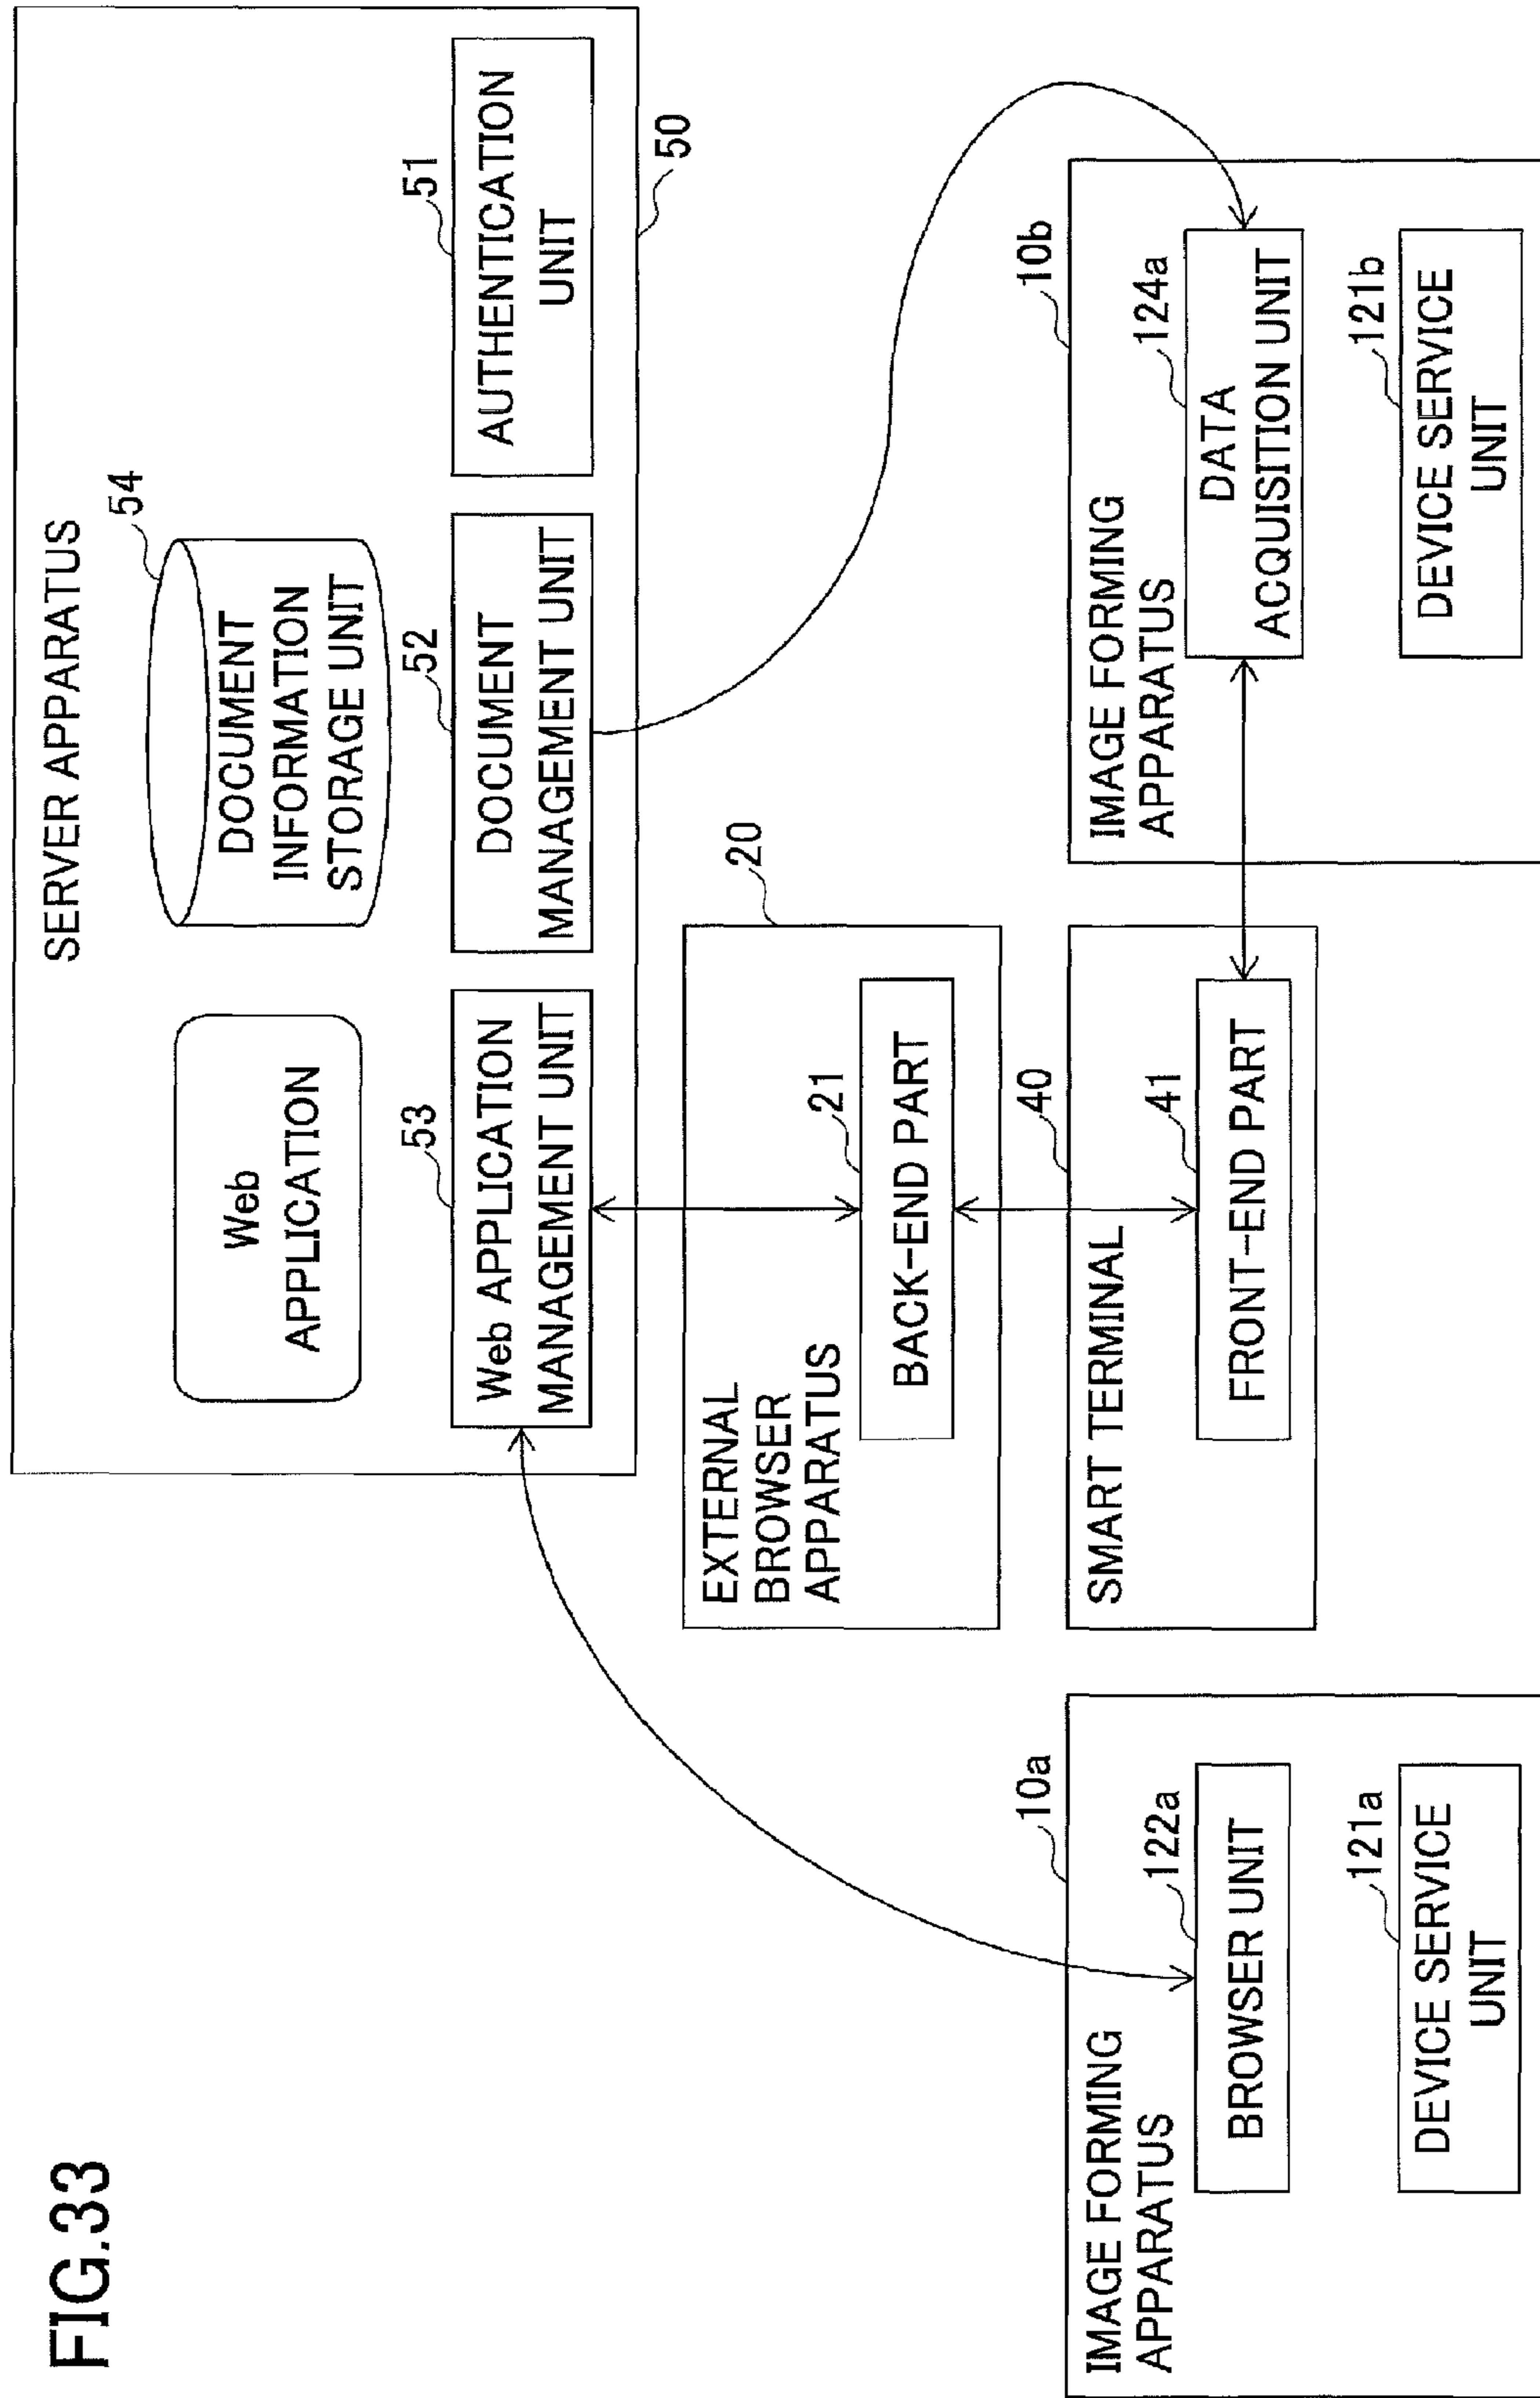 FIG.33
SERVER APPARATUS
Web
APPLICATION
54
DOCUMENT
INFORMATION
STORAGE UNIT
53
Web APPLICATION
MANAGEMENT UNIT
52
DOCUMENT
MANAGEMENT UNIT
51
AUTHENTICATION
UNIT
50
20
EXTERNAL
BROWSER
APPARATUS
21
BACK-END PART
10a
IMAGE FORMING
APPARATUS
122a
BROWSER UNIT
121a
DEVICE SERVICE
UNIT
40
SMART TERMINAL
41
FRONT-END PART
10b
IMAGE FORMING
APPARATUS
124a
DATA
ACQUISITION UNIT
121b
DEVICE SERVICE
UNIT